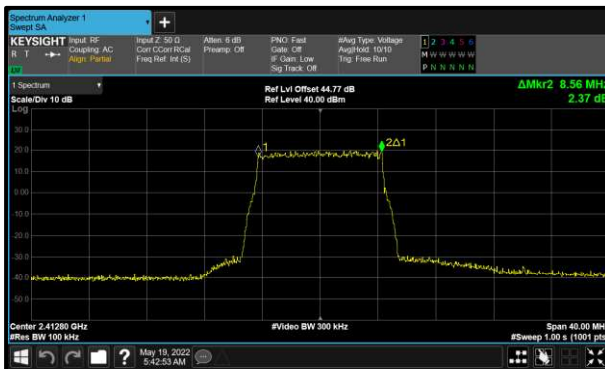 Spectrum Analyzer 1
Swept SA
+
KEYSIGHT
R T
Input: RF
Coupling: AC
Align: Partial
Input Z: 50 Ω
Corr CCorr RCal
Freq Ref: Int (S)
Atten: 6 dB
Preamp: Off
PNO: Fast
Gate: Off
IF Gain: Low
Sig Track: Off
#Avg Type: Voltage
Avg|Hold: 10/10
Trig: Free Run
1 2 3 4 5 6
M W W W W W
P N N N N N
1 Spectrum
Scale/Div 10 dB
Ref Lvl Offset 44.77 dB
Ref Level 40.00 dBm
ΔMkr2 8.56 MHz
2.37 dB
Log
30.0
20.0
10.0
0.00
-10.0
-20.0
-30.0
-40.0
-50.0
1
2Δ1
Center 2.41280 GHz
#Res BW 100 kHz
#Video BW 300 kHz
Span 40.00 MHz
#Sweep 1.00 s (1001 pts)
?
May 19, 2022
5:42:53 AM